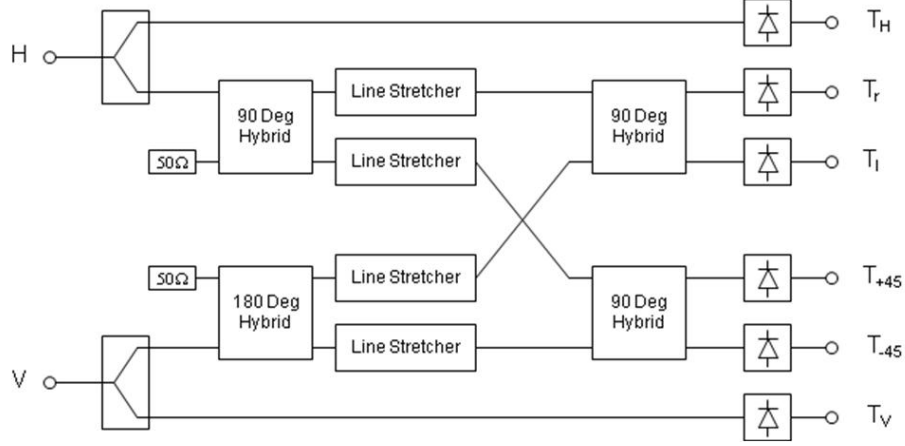 H
T_H
90 Deg
Hybrid
Line Stretcher
90 Deg
Hybrid
T_r
50Ω
Line Stretcher
T_l
50Ω
180 Deg
Hybrid
Line Stretcher
90 Deg
Hybrid
T_+45
Line Stretcher
T_-45
V
T_V